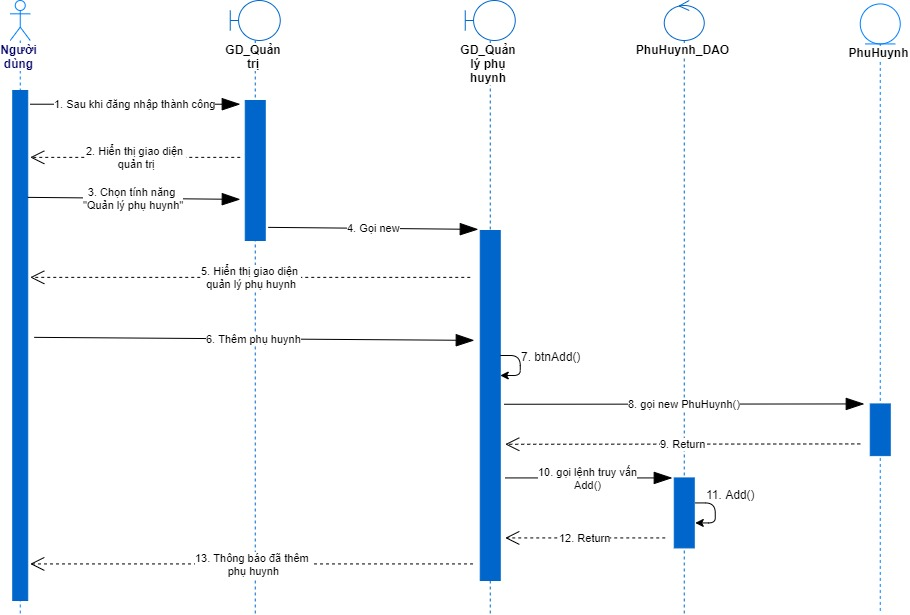 Người
dùng
GD_Quản
trị
GD_Quản
lý phụ
huynh
PhuHuynh_DAO
PhuHuynh
1. Sau khi đăng nhập thành công
2. Hiển thị giao diện
quản trị
3. Chọn tính năng
"Quản lý phụ huynh"
4. Gọi new
5. Hiển thị giao diện
quản lý phụ huynh
6. Thêm phụ huynh
7. btnAdd()
8. gọi new PhuHuynh()
9. Return
10. gọi lệnh truy vấn
Add()
11. Add()
12. Return
13. Thông báo đã thêm
phụ huynh